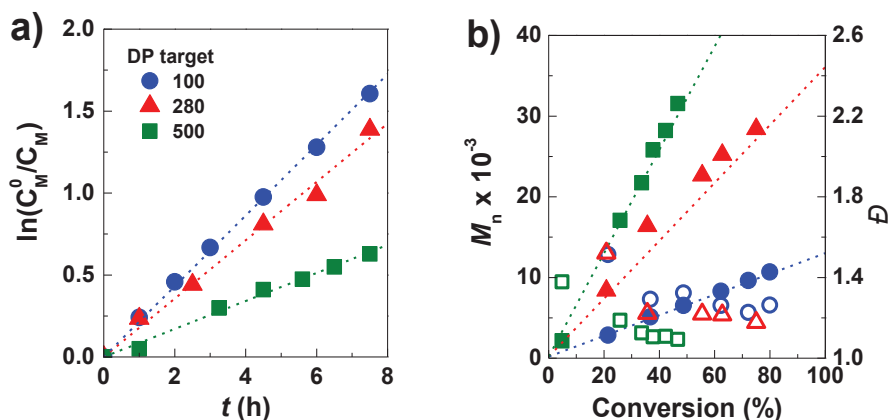 a)
ln(C_M^0/C_M)
2.0
1.5
1.0
0.5
0.0
DP target
100
280
500
0 2 4 6 8
t (h)
b)
M_n x 10^-3
40
30
20
10
0
0 20 40 60 80 100
Conversion (%)
2.6
2.2
1.8
1.4
1.0
Đ